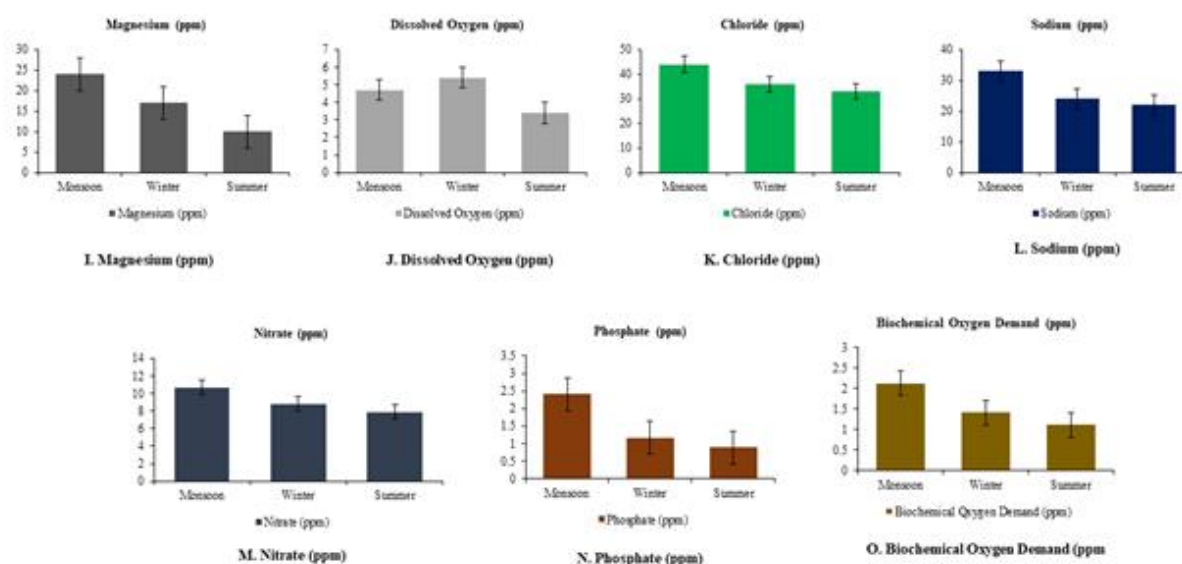 Magnesium (ppm)
30
25
20
15
10
5
0
Monsoon Winter Summer
Magnesium (ppm)
I. Magnesium (ppm)
Dissolved Oxygen (ppm)
7
6
5
4
3
2
1
0
Monsoon Winter Summer
Dissolved Oxygen (ppm)
J. Dissolved Oxygen (ppm)
Chloride (ppm)
50
40
30
20
10
0
Monsoon Winter Summer
Chloride (ppm)
K. Chloride (ppm)
Sodium (ppm)
40
30
20
10
0
Monsoon Winter Summer
Sodium (ppm)
L. Sodium (ppm)
Nitrate (ppm)
14
12
10
8
6
4
2
0
Monsoon Winter Summer
Nitrate (ppm)
M. Nitrate (ppm)
Phosphate (ppm)
3.5
3
2.5
2
1.5
1
0.5
0
Monsoon Winter Summer
Phosphate (ppm)
N. Phosphate (ppm)
Biochemical Oxygen Demand (ppm)
3
2.5
2
1.5
1
0.5
0
Monsoon Winter Summer
Biochemical Oxygen Demand (ppm)
O. Biochemical Oxygen Demand (ppm